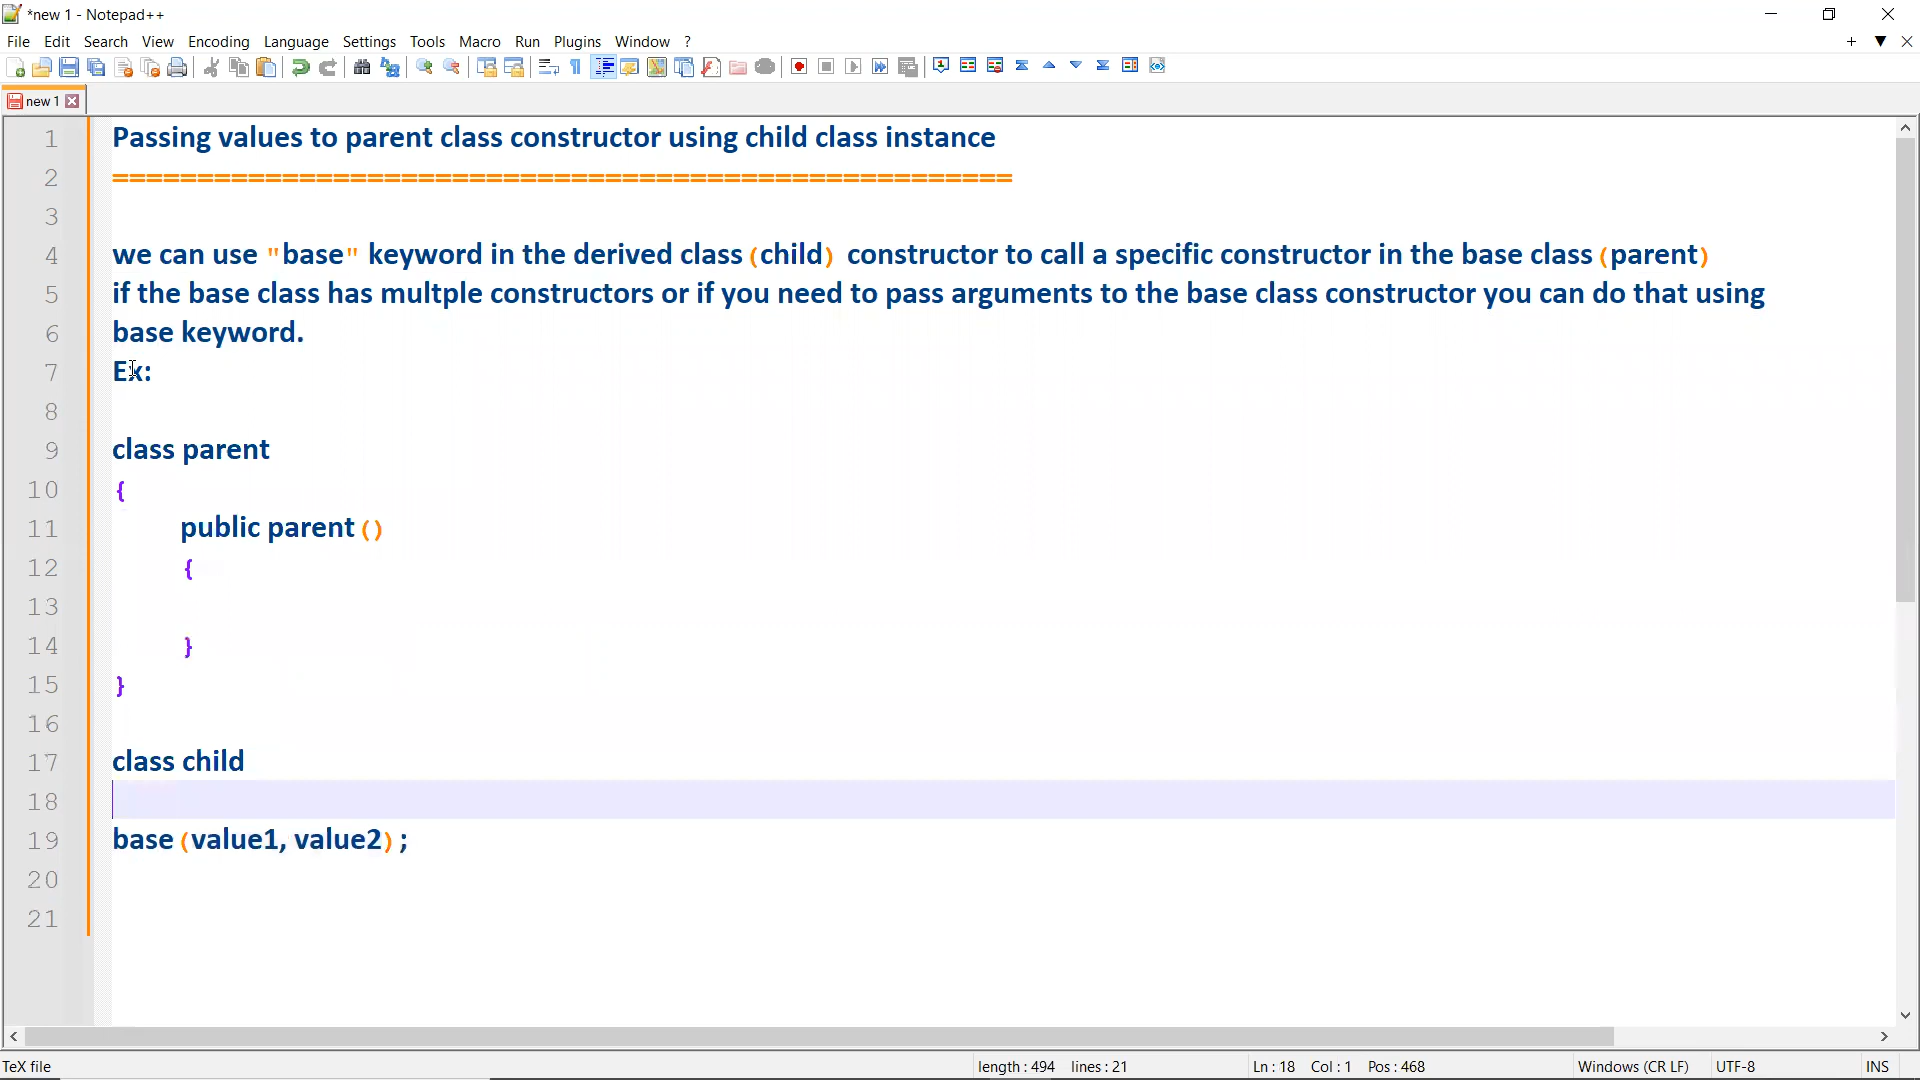 *new 1 - Notepad++
File Edit Search View Encoding Language Settings Tools Macro Run Plugins Window ?
new 1
1 Passing values to parent class constructor using child class instance
2 =====================================================
3
4 we can use "base" keyword in the derived class(child) constructor to call a specific constructor in the base class(parent)
5 if the base class has multple constructors or if you need to pass arguments to the base class constructor you can do that using
6 base keyword.
7 Ex:
8
9 class parent
10 {
11 public parent()
12 {
13
14 }
15 }
16
17 class child
18
19 base(value1, value2);
20
21
TeX file length : 494 lines : 21 Ln : 18 Col : 1 Pos : 468 Windows (CR LF) UTF-8 INS